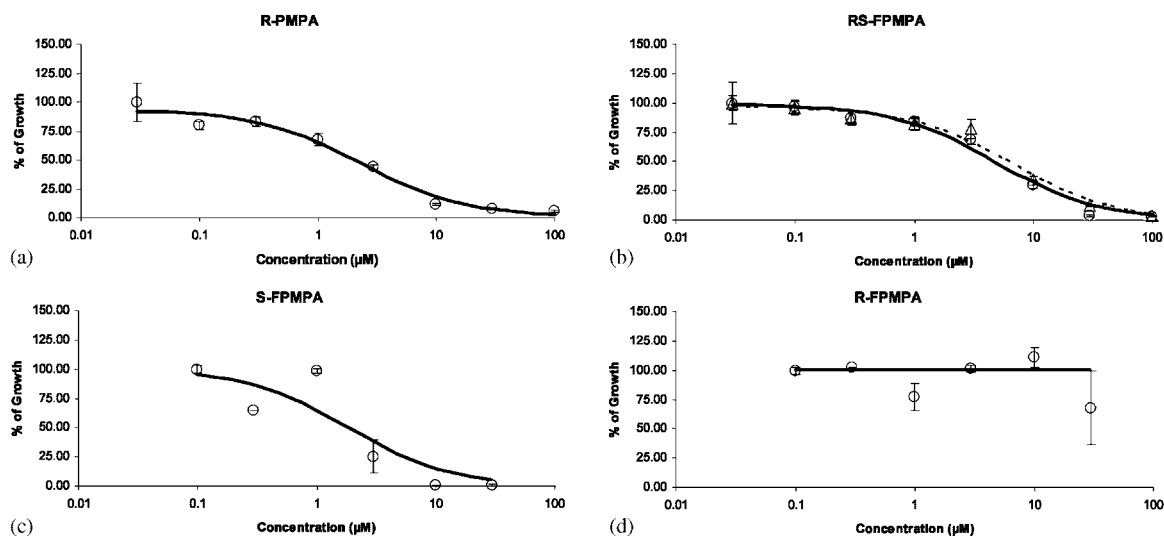 R-PMPA
150.00
125.00
100.00
75.00
50.00
25.00
0.00
% of Growth
0.01 0.1 1 10 100
Concentration (µM)
(a)
RS-FPMPA
150.00
125.00
100.00
75.00
50.00
25.00
0.00
% of Growth
0.01 0.1 1 10 100
Concentration (µM)
(b)
S-FPMPA
150.00
125.00
100.00
75.00
50.00
25.00
0.00
% of Growth
0.01 0.1 1 10 100
Concentration (µM)
(c)
R-FPMPA
150.00
125.00
100.00
75.00
50.00
25.00
0.00
% of Growth
0.01 0.1 1 10 100
Concentration (µM)
(d)